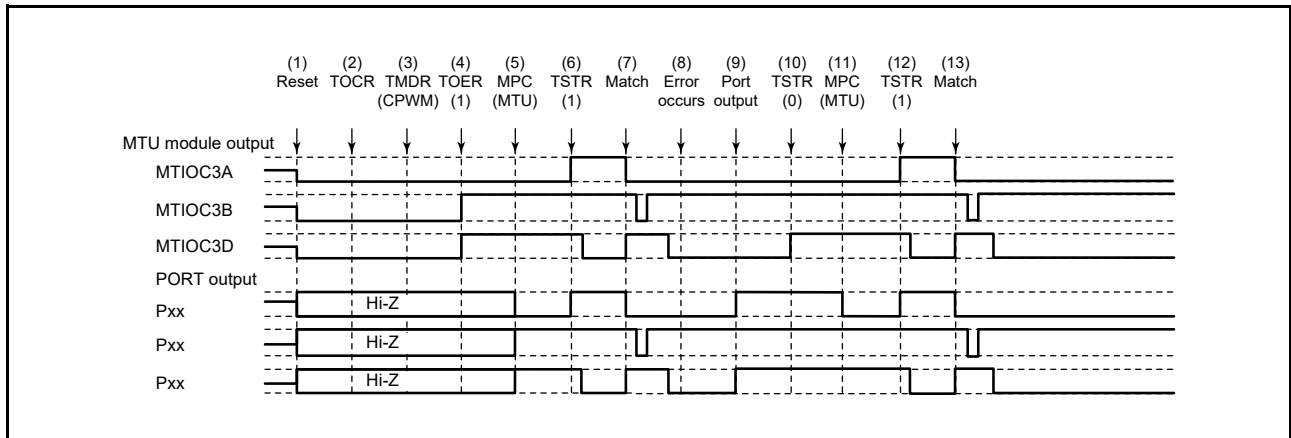 (1) (2) (3) (4) (5) (6) (7) (8) (9) (10) (11) (12) (13)
Reset TOCR TMDR TOER MPC TSTR Match Error Port TSTR MPC TSTR Match
(CPWM) (1) (MTU) (1) occurs output (0) (MTU) (1)
MTU module output
MTIOC3A
MTIOC3B
MTIOC3D
PORT output
Pxx Hi-Z
Pxx Hi-Z
Pxx Hi-Z